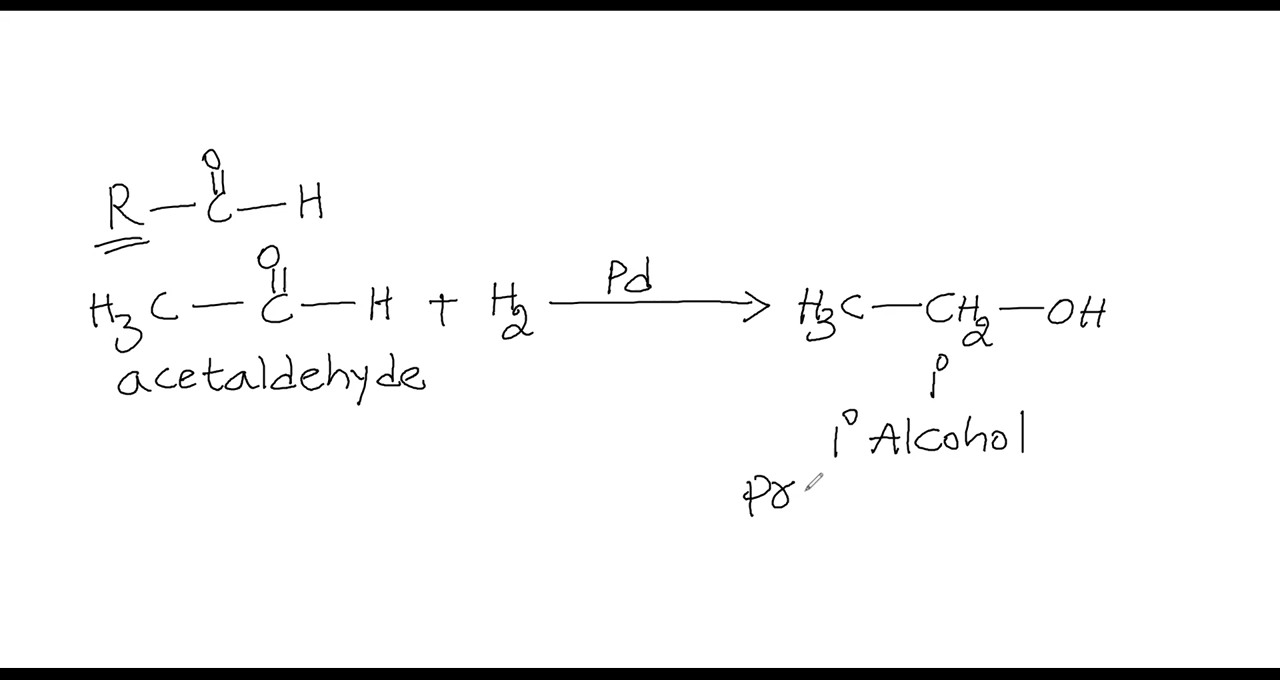 O
R — C — H
O
H₃C — C — H + H₂ Pd → H₃C — CH₂ — OH
acetaldehyde
1°
1° Alcohol
Pr